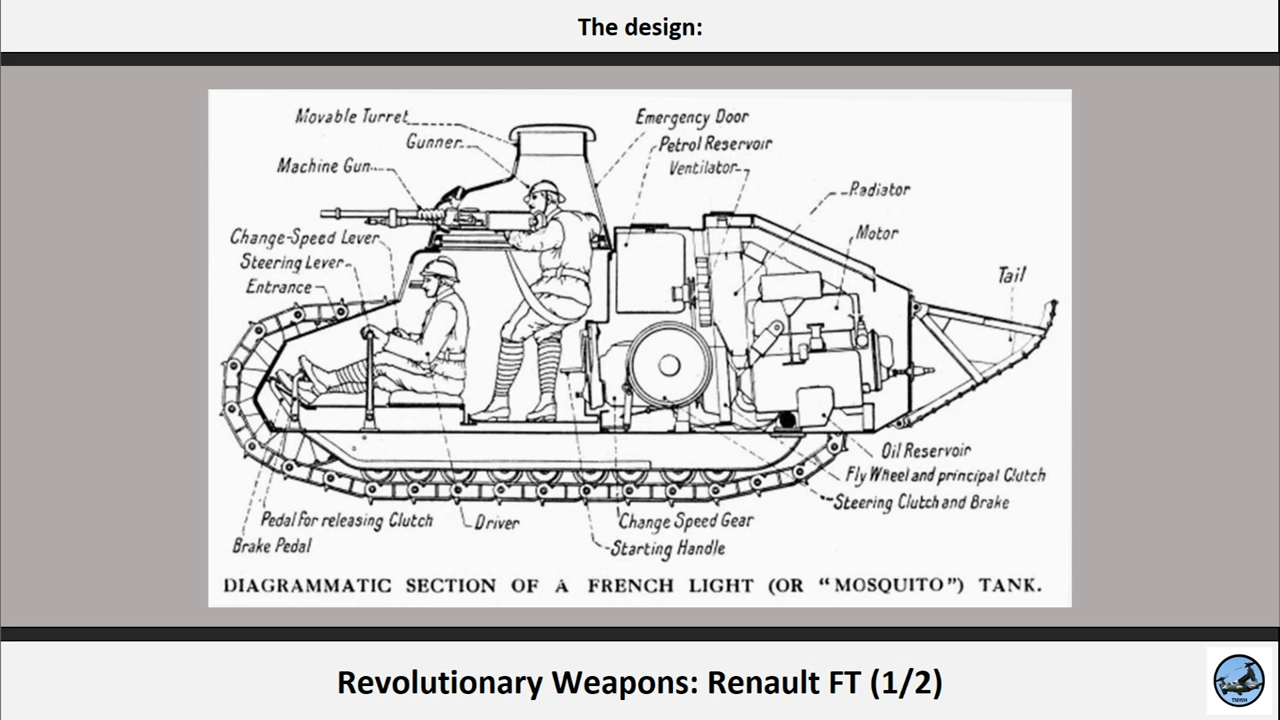 The design:
Movable Turret
Emergency Door
Gunner
Petrol Reservoir
Machine Gun
Ventilator
Radiator
Change-Speed Lever
Motor
Steering Lever
Entrance
Tail
Oil Reservoir
Fly Wheel and principal Clutch
Steering Clutch and Brake
Pedal for releasing Clutch
Driver
Change Speed Gear
Brake Pedal
Starting Handle
DIAGRAMMATIC SECTION OF A FRENCH LIGHT (OR “MOSQUITO”) TANK.
Revolutionary Weapons: Renault FT (1/2)